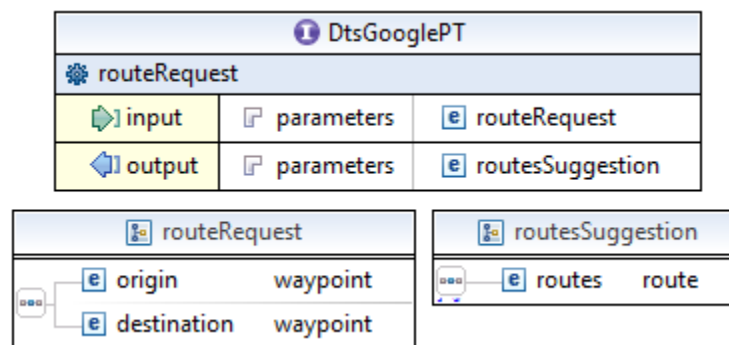 DtsGooglePT
routeRequest
input parameters routeRequest
output parameters routesSuggestion
routeRequest
origin waypoint
destination waypoint
routesSuggestion
routes route